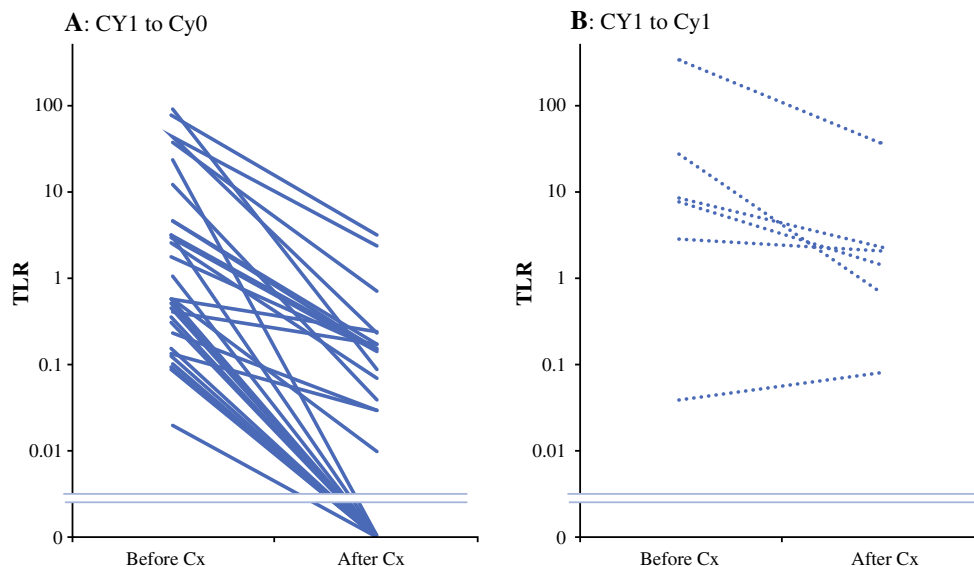 A: CY1 to Cy0
TLR
100
10
1
0.1
0.01
0
Before Cx
After Cx
B: CY1 to Cy1
TLR
100
10
1
0.1
0.01
0
Before Cx
After Cx